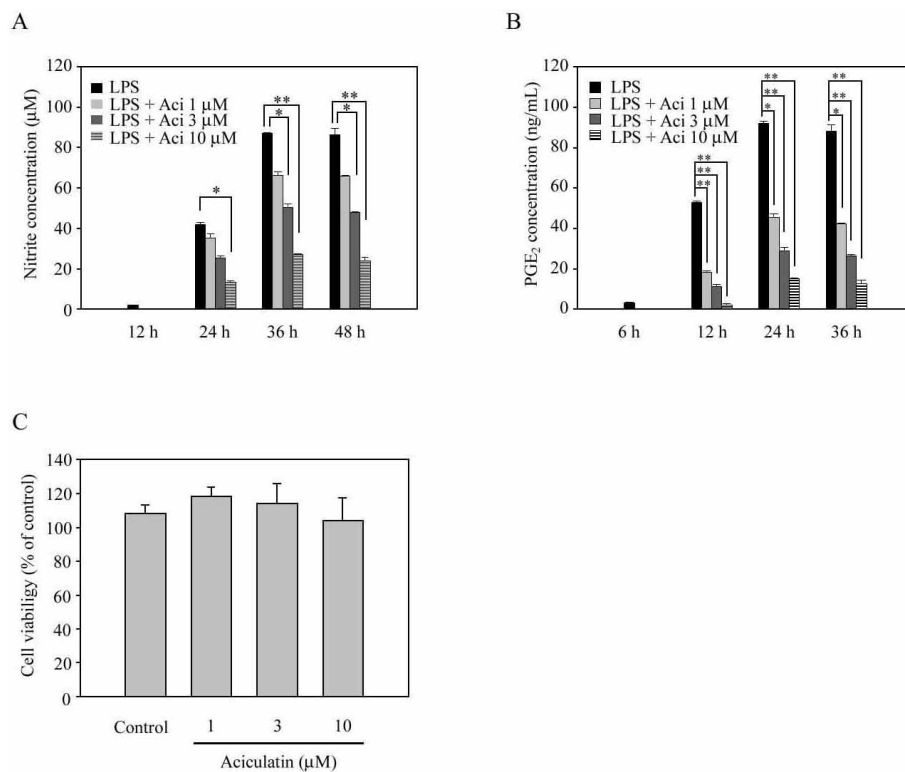 A
Nitrite concentration (µM)
120
100
80
60
40
20
0
LPS
LPS + Aci 1 µM
LPS + Aci 3 µM
LPS + Aci 10 µM
*
**
*
**
*
12 h 24 h 36 h 48 h
B
PGE₂ concentration (ng/mL)
120
100
80
60
40
20
0
LPS
LPS + Aci 1 µM
LPS + Aci 3 µM
LPS + Aci 10 µM
**
**
**
**
**
*
**
**
*
6 h 12 h 24 h 36 h
C
Cell viabiligy (% of control)
140
120
100
80
60
40
20
0
Control 1 3 10
Aciculatin (µM)